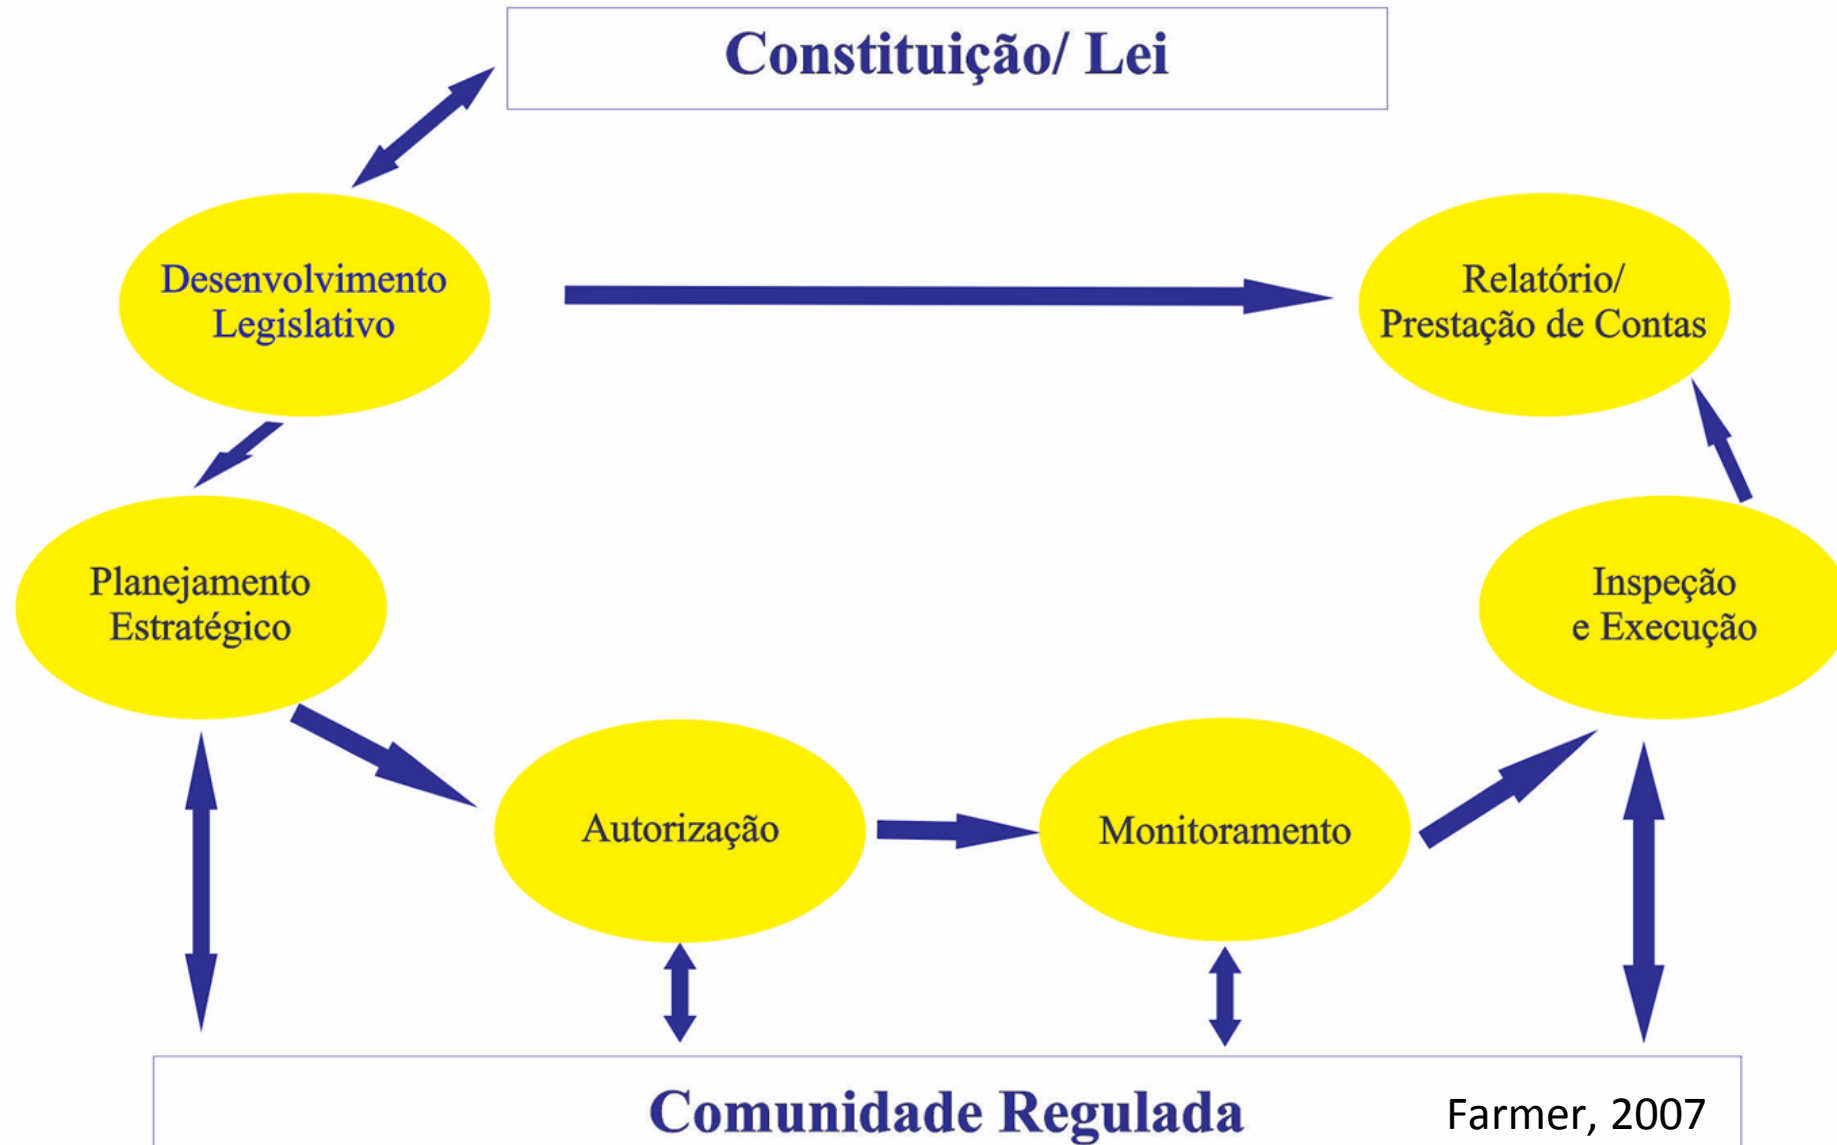 Constituição/ Lei
Desenvolvimento
Legislativo
Relatório/
Prestação de Contas
Planejamento
Estratégico
Inspeção
e Execução
Autorização
Monitoramento
Comunidade Regulada
Farmer, 2007